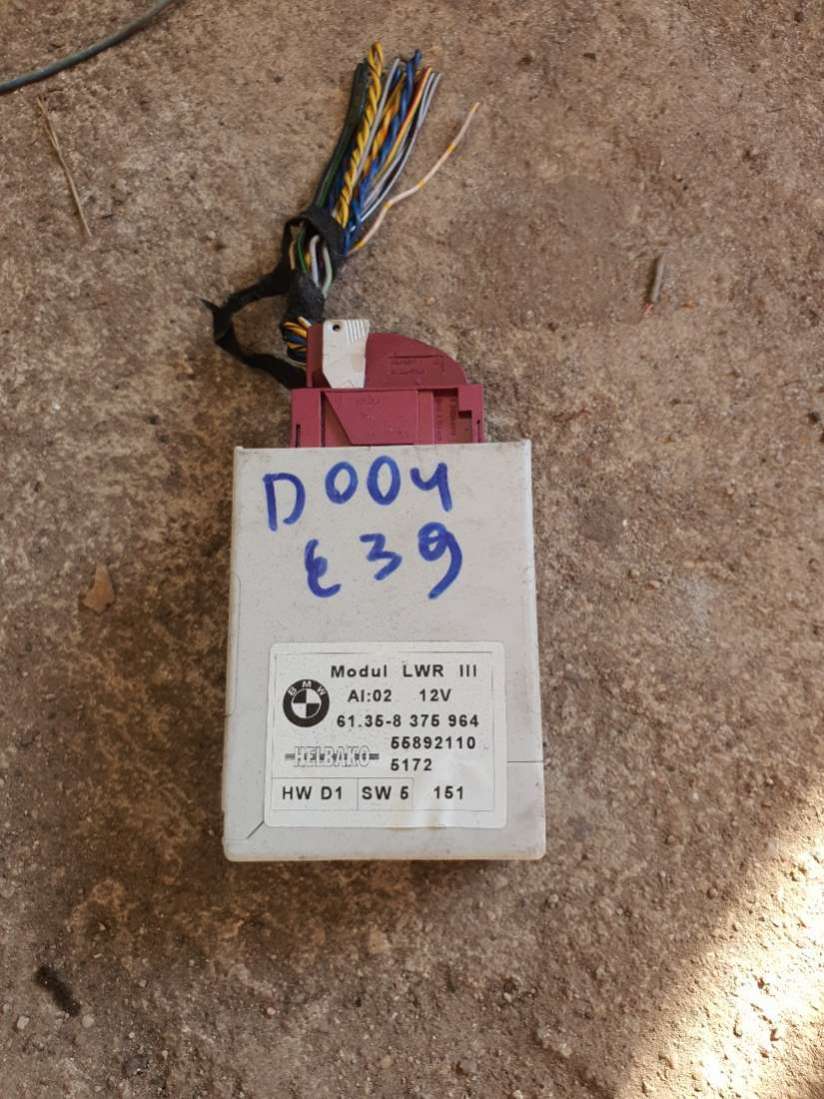 D004
E39
Modul LWR III
BMW
AI:02 12V
61.35-8 375 964
55892110
HELBAKO
5172
HW D1 SW 5 151